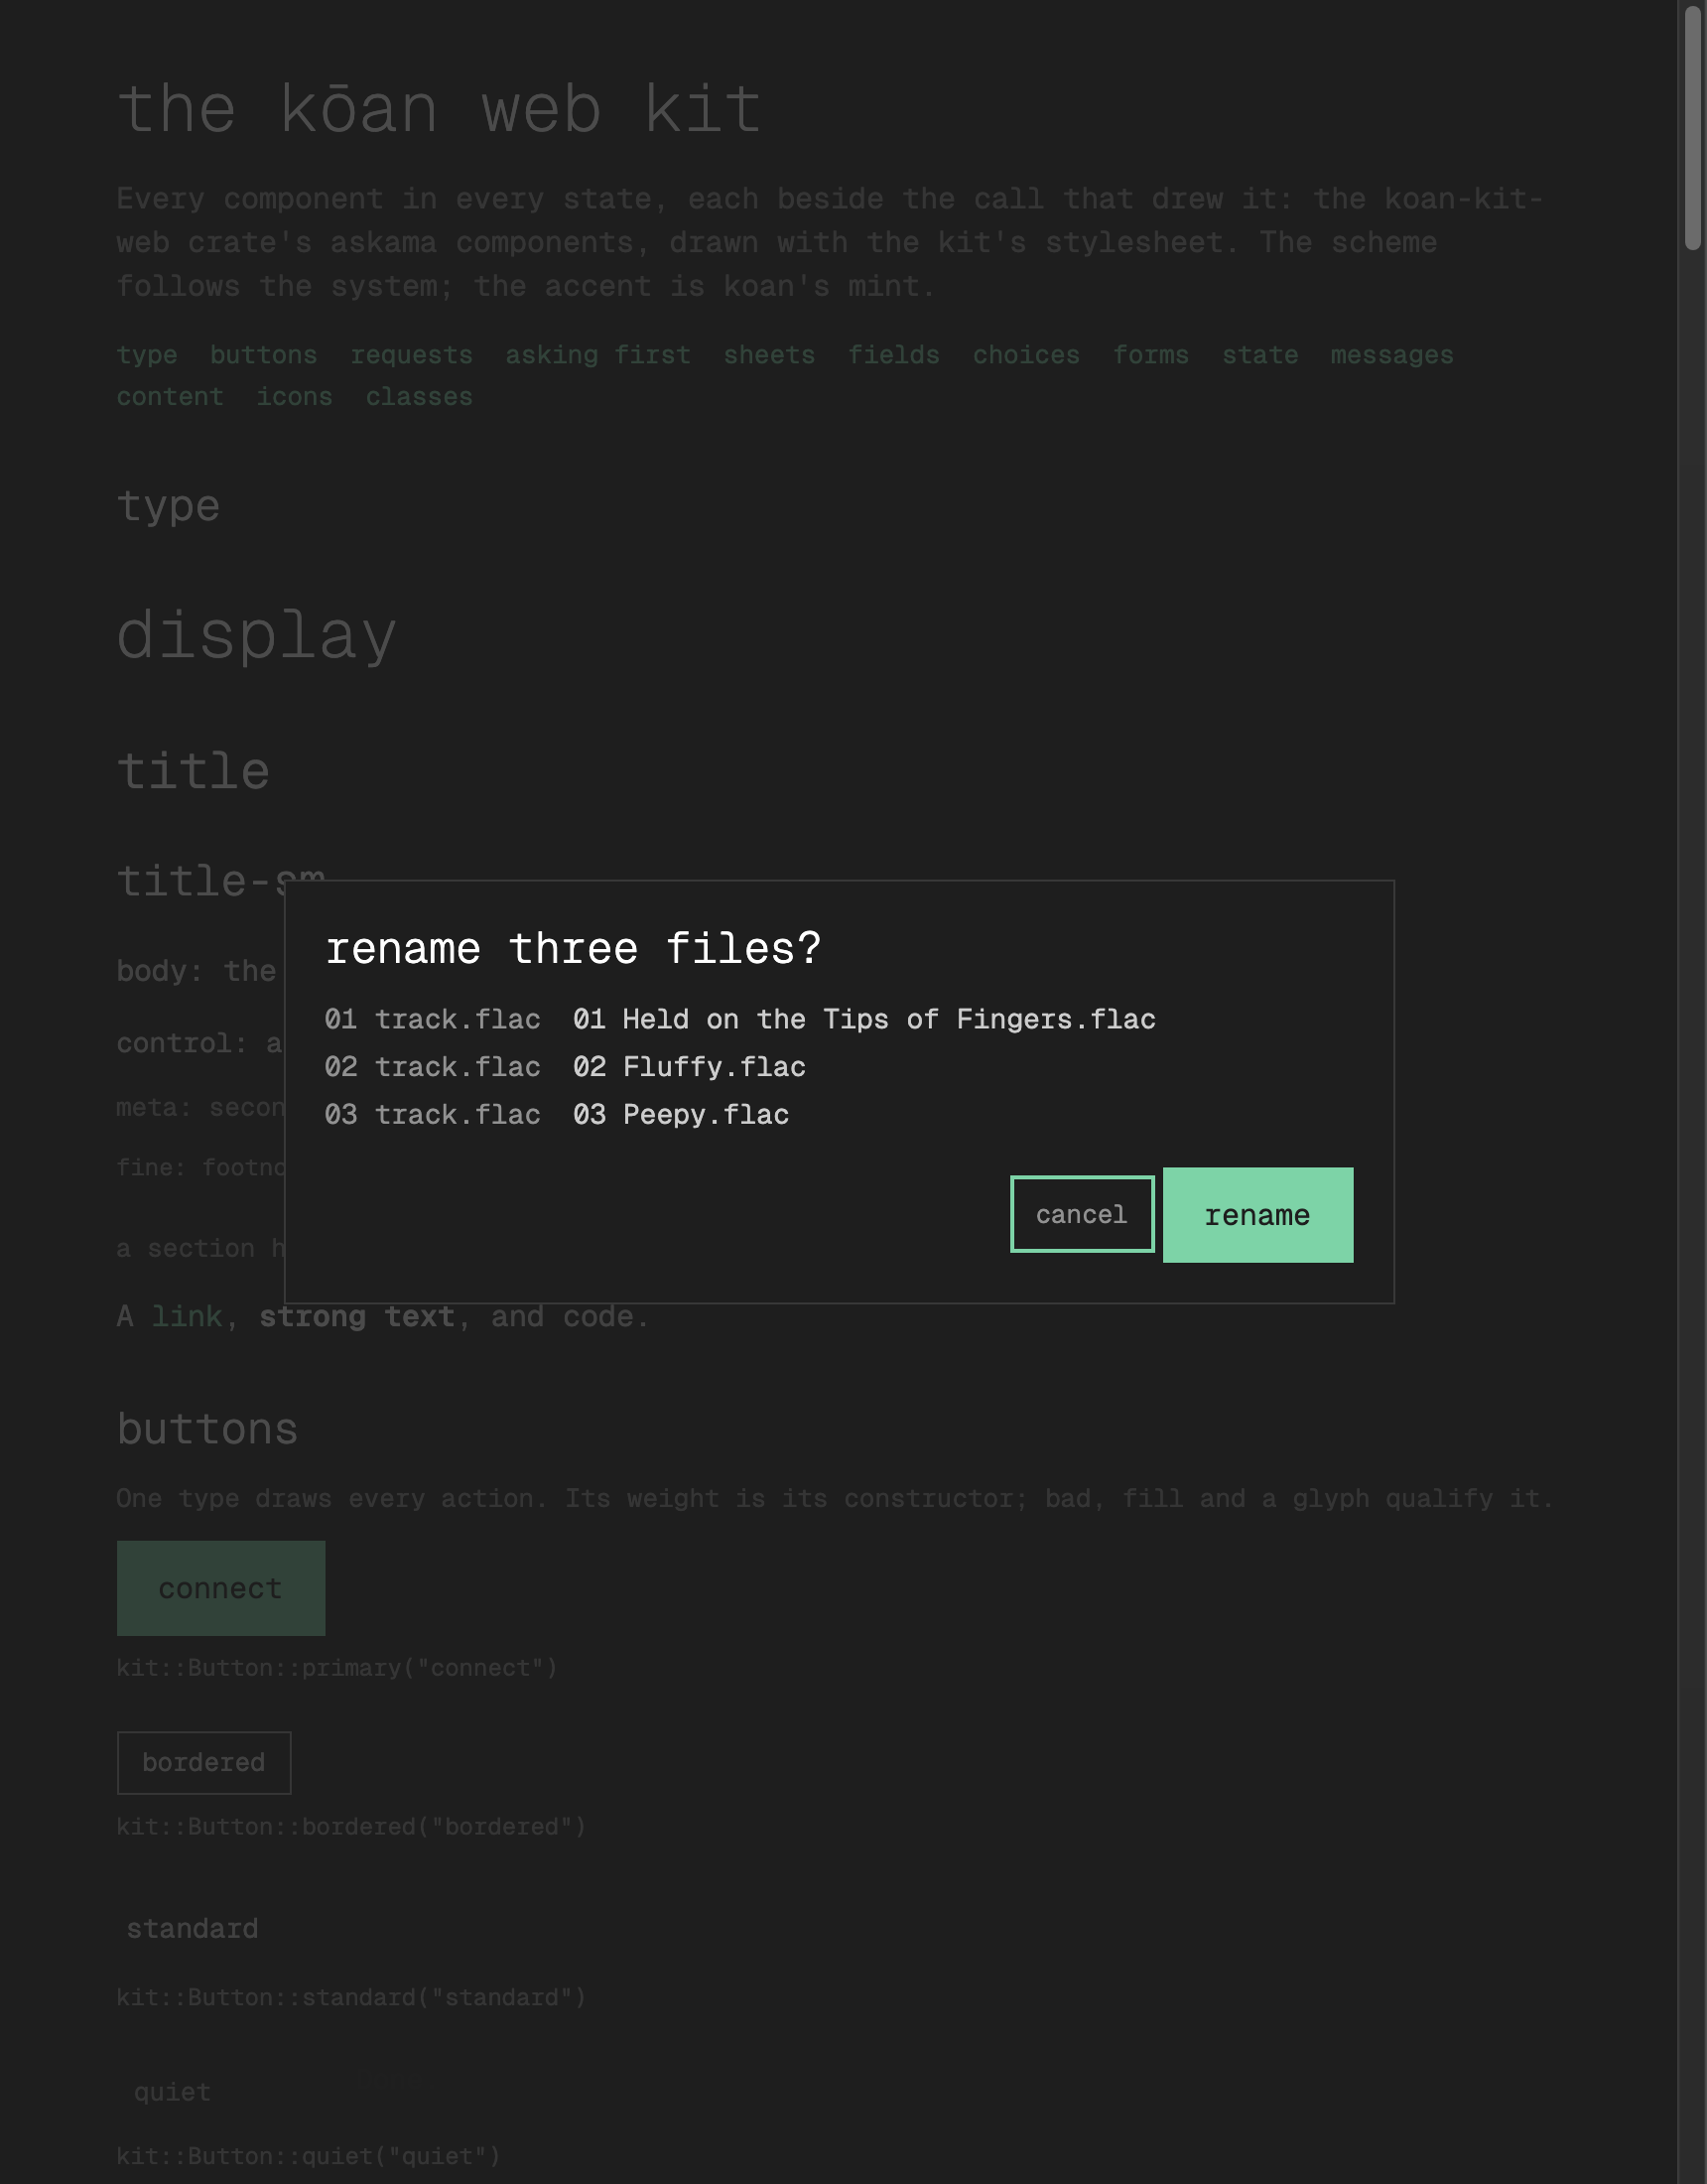 the kōan web kit
Every component in every state, each beside the call that drew it: the koan-kit-
web crate's askama components, drawn with the kit's stylesheet. The scheme
follows the system; the accent is koan's mint.
type buttons requests asking first sheets fields choices forms state messages
content icons classes
type
display
title
title-sm
rename three files?
body: the
01 track.flac 01 Held on the Tips of Fingers.flac
control: a
02 track.flac 02 Fluffy.flac
meta: secon
03 track.flac 03 Peepy.flac
fine: footno
cancel rename
a section h
A link, strong text, and code.
buttons
One type draws every action. Its weight is its constructor; bad, fill and a glyph qualify it.
connect
kit::Button::primary("connect")
bordered
kit::Button::bordered("bordered")
standard
kit::Button::standard("standard")
quiet
kit::Button::quiet("quiet")